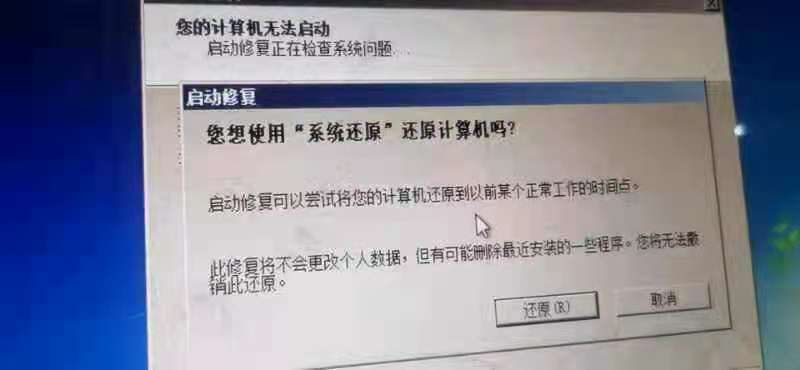 您的计算机无法启动
启动修复正在检查系统问题...
启动修复
您想使用“系统还原”还原计算机吗？
启动修复可以尝试将您的计算机还原到以前某个正常工作的时间点。
此修复将不会更改个人数据，但有可能删除最近安装的一些程序。您将无法撤
销此还原。
还原(R)
取消